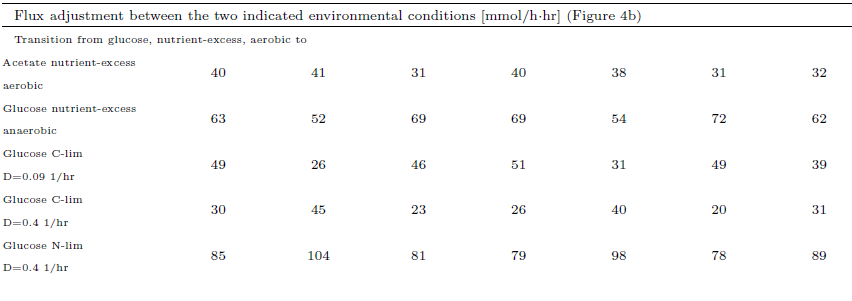 Flux adjustment between the two indicated environmental conditions [mmol/h·hr] (Figure 4b)
Transition from glucose, nutrient-excess, aerobic to
Acetate nutrient-excess
aerobic
40 41 31 40 38 31 32
Glucose nutrient-excess
anaerobic
63 52 69 69 54 72 62
Glucose C-lim
D=0.09 1/hr
49 26 46 51 31 49 39
Glucose C-lim
D=0.4 1/hr
30 45 23 26 40 20 31
Glucose N-lim
D=0.4 1/hr
85 104 81 79 98 78 89